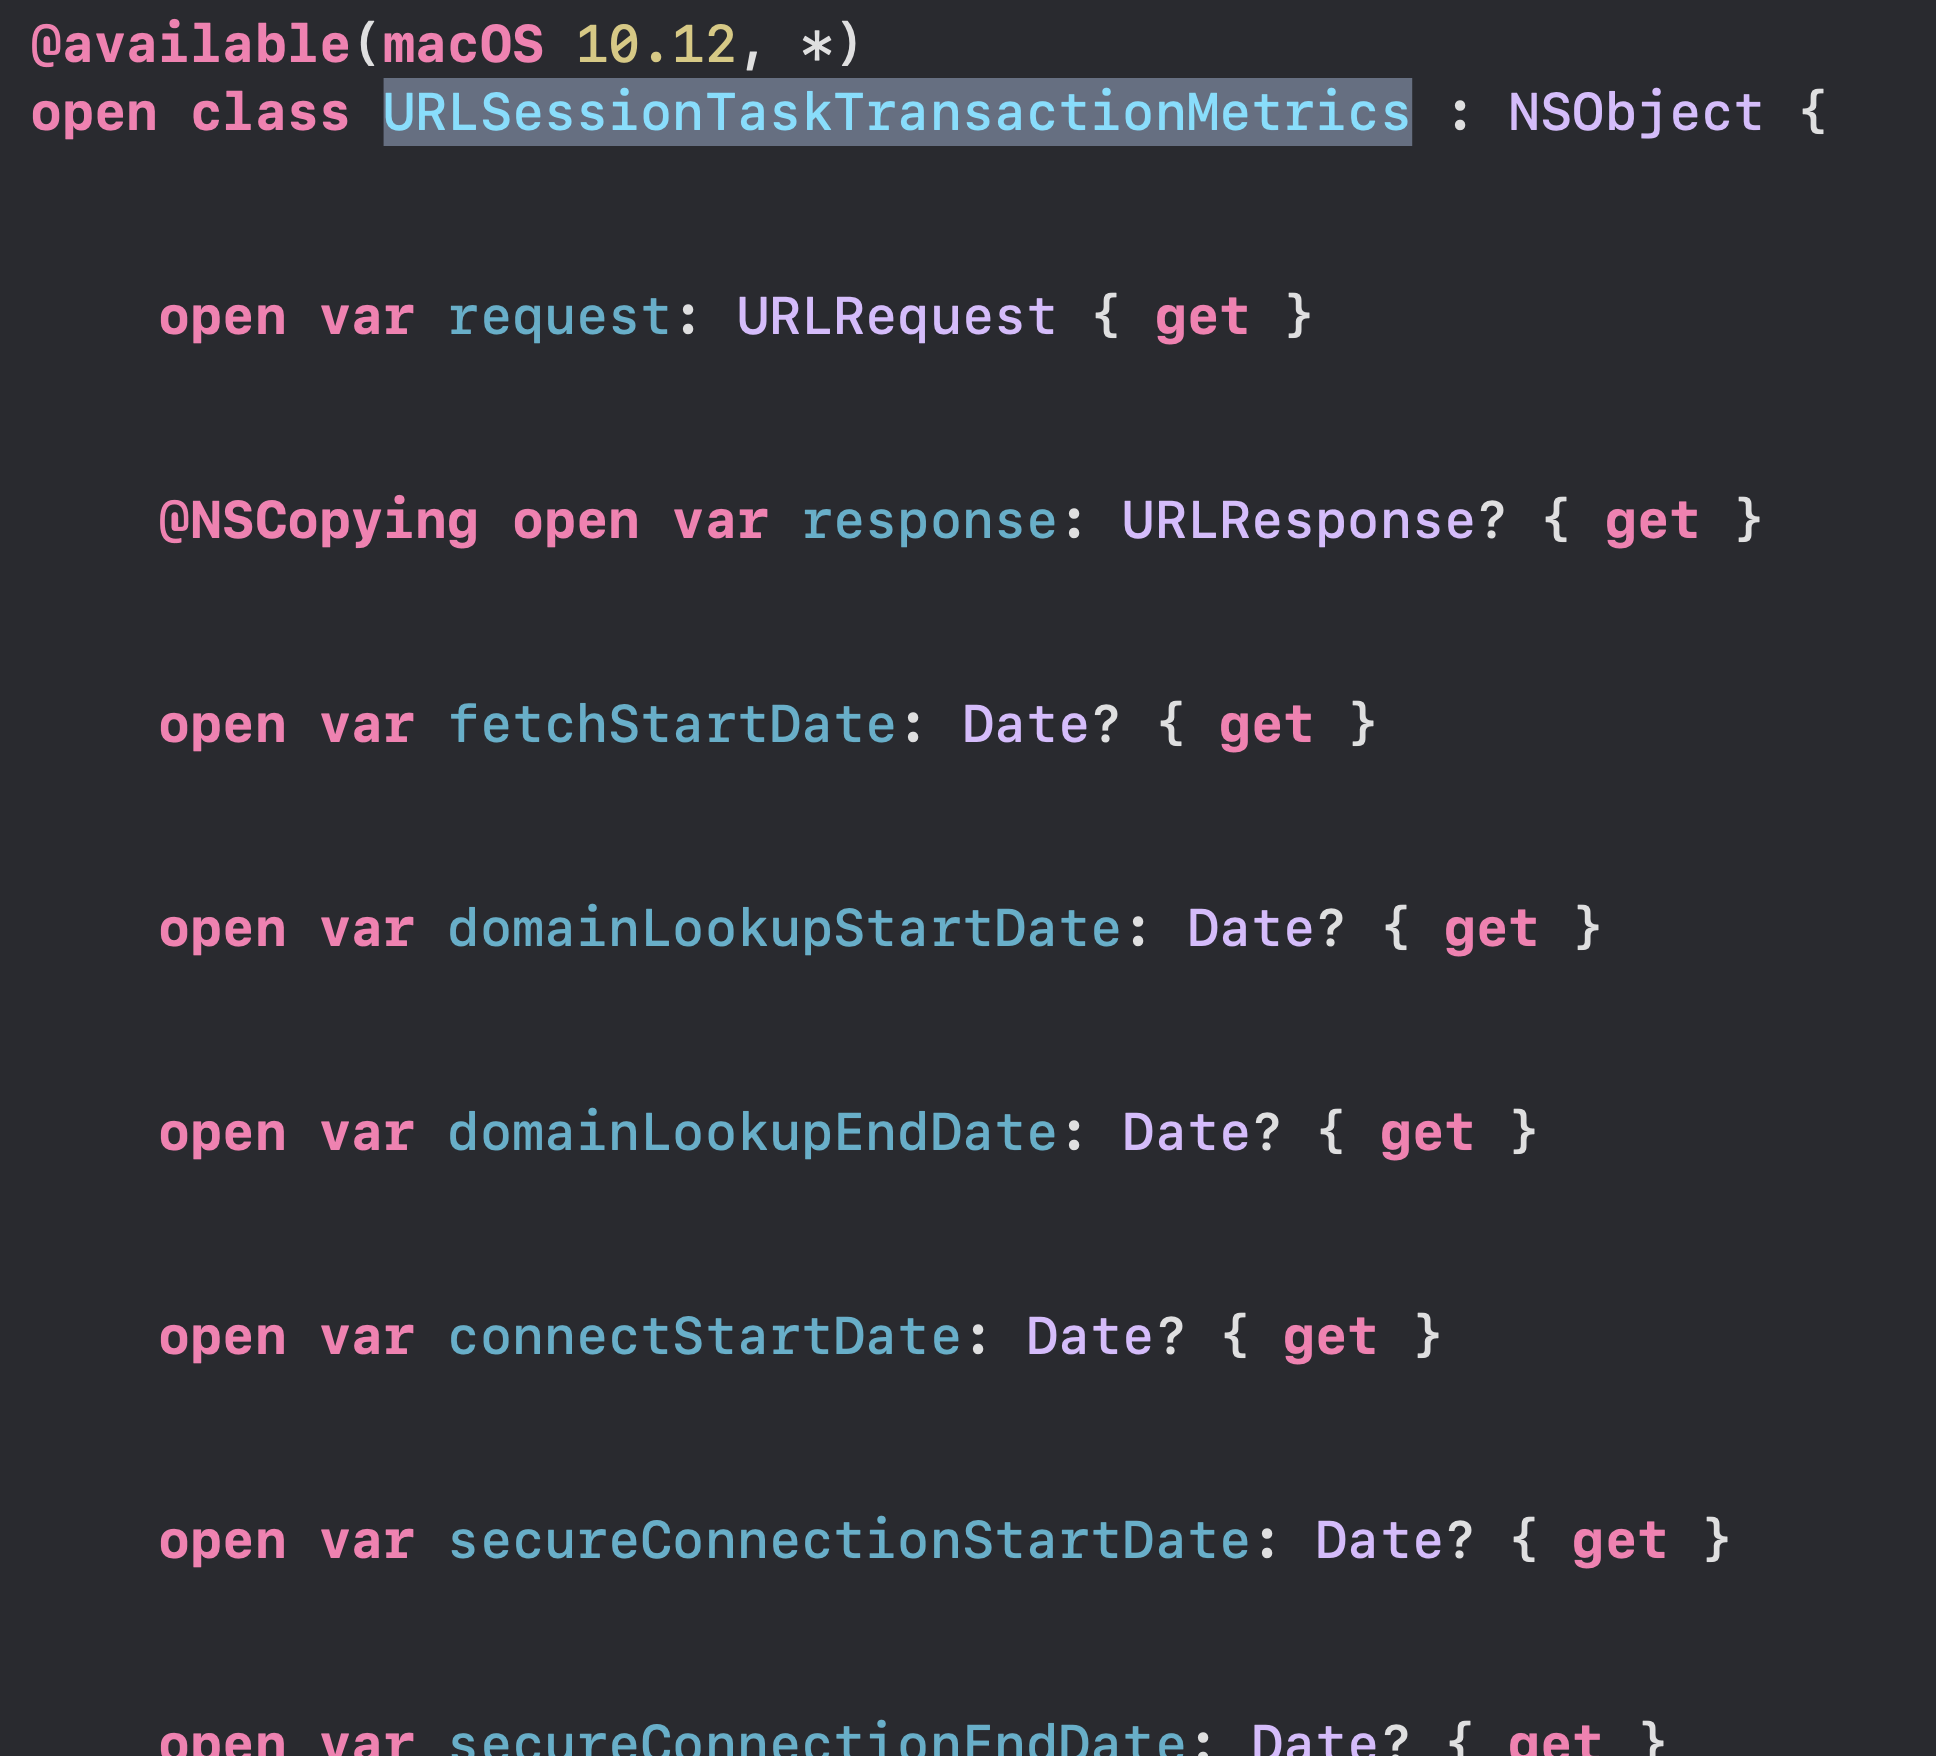 @available(macOS 10.12, *)
open class URLSessionTaskTransactionMetrics : NSObject {
open var request: URLRequest { get }
@NSCopying open var response: URLResponse? { get }
open var fetchStartDate: Date? { get }
open var domainLookupStartDate: Date? { get }
open var domainLookupEndDate: Date? { get }
open var connectStartDate: Date? { get }
open var secureConnectionStartDate: Date? { get }
open var secureConnectionEndDate: Date? { get }